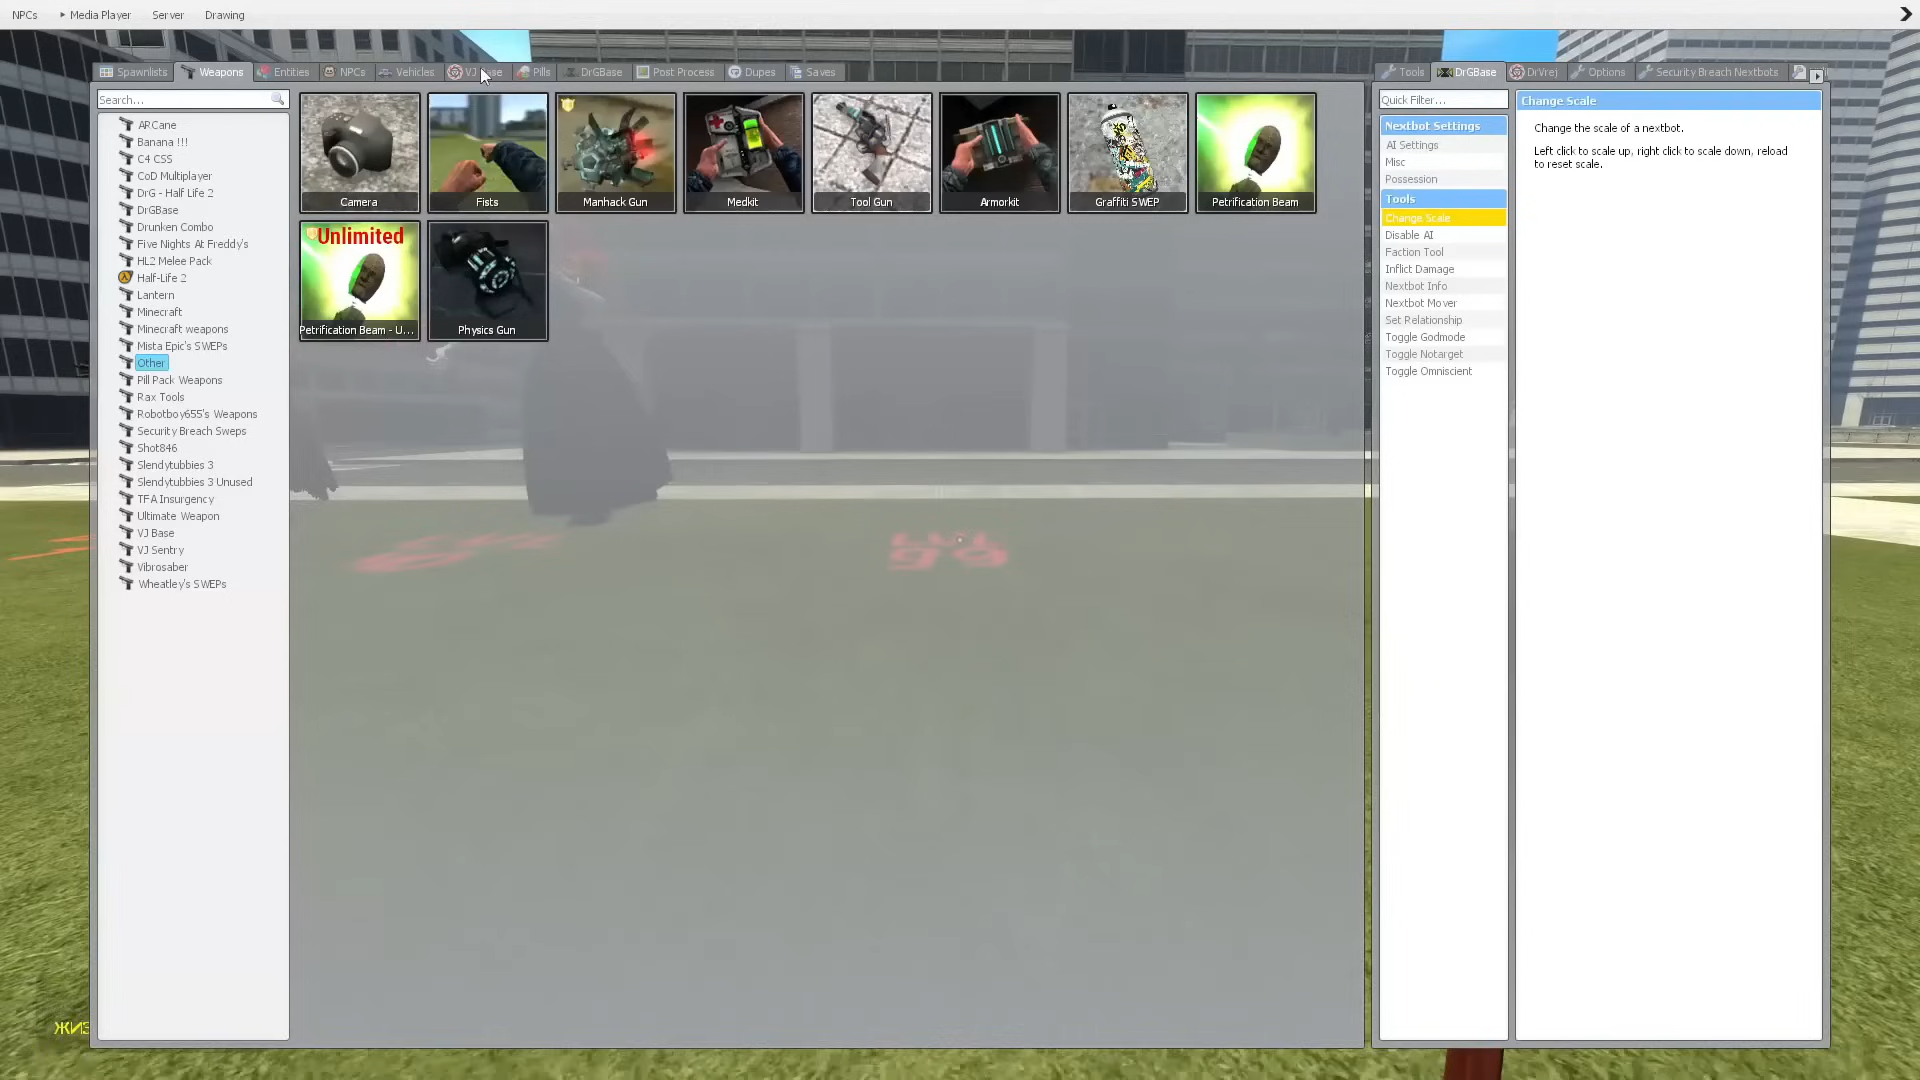 NPCs
Media Player
Server
Drawing
Spawnlists
Weapons
Entities
NPCs
Vehicles
Pills
DrGBase
Post Process
Dupes
Saves
Tools
DrGBase
DrVrej
Options
Security Breach Nextbots
Search...
ARCane
Banana !!!
C4 CSS
CoD Multiplayer
DrG - Half Life 2
DrGBase
Drunken Combo
Five Nights At Freddy's
HL2 Melee Pack
Half-Life 2
Lantern
Minecraft
Minecraft weapons
Mista Epic's SWEPs
Other
Pill Pack Weapons
Rax Tools
Robotboy655's Weapons
Security Breach Sweps
Shot846
Slendytubbies 3
Slendytubbies 3 Unused
TFA Insurgency
Ultimate Weapon
VJ Base
VJ Sentry
Vibrosaber
Wheatley's SWEPs
Camera
Fists
Manhack Gun
Medkit
Tool Gun
Armorkit
Graffiti SWEP
Petrification Beam
Unlimited
Petrification Beam - U...
Physics Gun
Quick Filter...
Nextbot Settings
AI Settings
Misc
Possession
Tools
Change Scale
Disable AI
Faction Tool
Inflict Damage
Nextbot Info
Nextbot Mover
Set Relationship
Toggle Godmode
Toggle Notarget
Toggle Omniscient
Change Scale
Change the scale of a nextbot.
Left click to scale up, right click to scale down, reload
to reset scale.